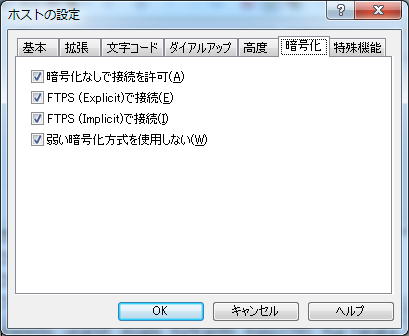 ホストの設定
基本 拡張 文字コード ダイアルアップ 高度 暗号化 特殊機能
暗号化なしで接続を許可(A)
FTPS (Explicit)で接続(E)
FTPS (Implicit)で接続(I)
弱い暗号化方式を使用しない(W)
OK キャンセル ヘルプ